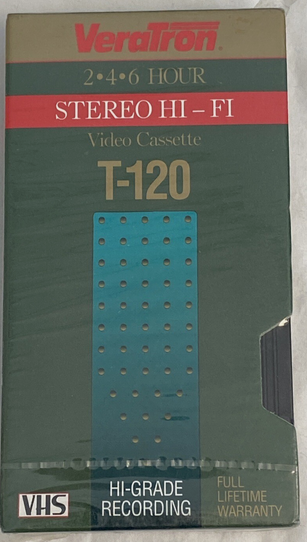 VeraTron
2•4•6 HOUR
STEREO HI – FI
Video Cassette
T-120
VHS
HI-GRADE
RECORDING
FULL
LIFETIME
WARRANTY